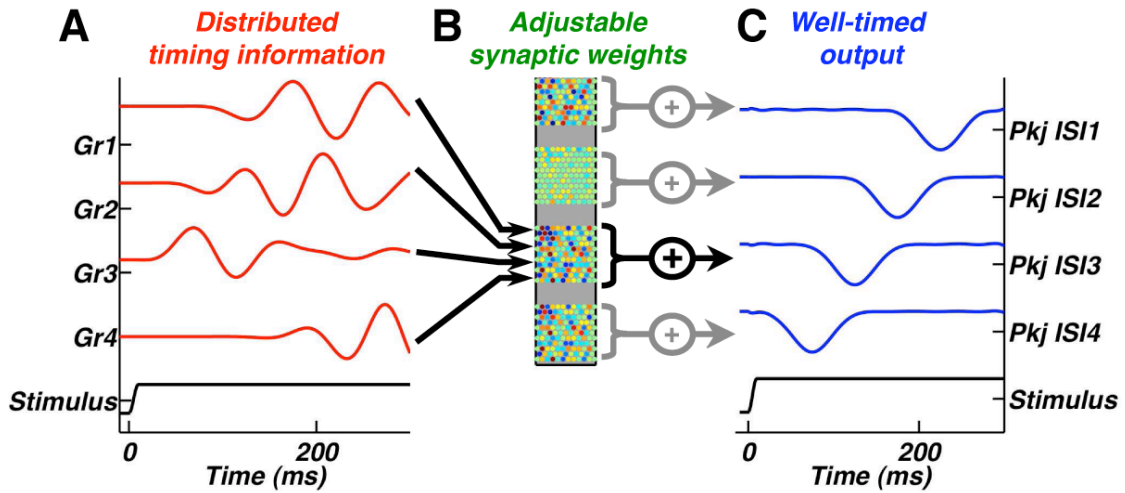 A
Distributed
timing information
B
Adjustable
synaptic weights
C
Well-timed
output
Gr1
Gr2
Gr3
Gr4
Stimulus
0
200
Time (ms)
+
+
+
+
Pkj ISI1
Pkj ISI2
Pkj ISI3
Pkj ISI4
Stimulus
0
200
Time (ms)